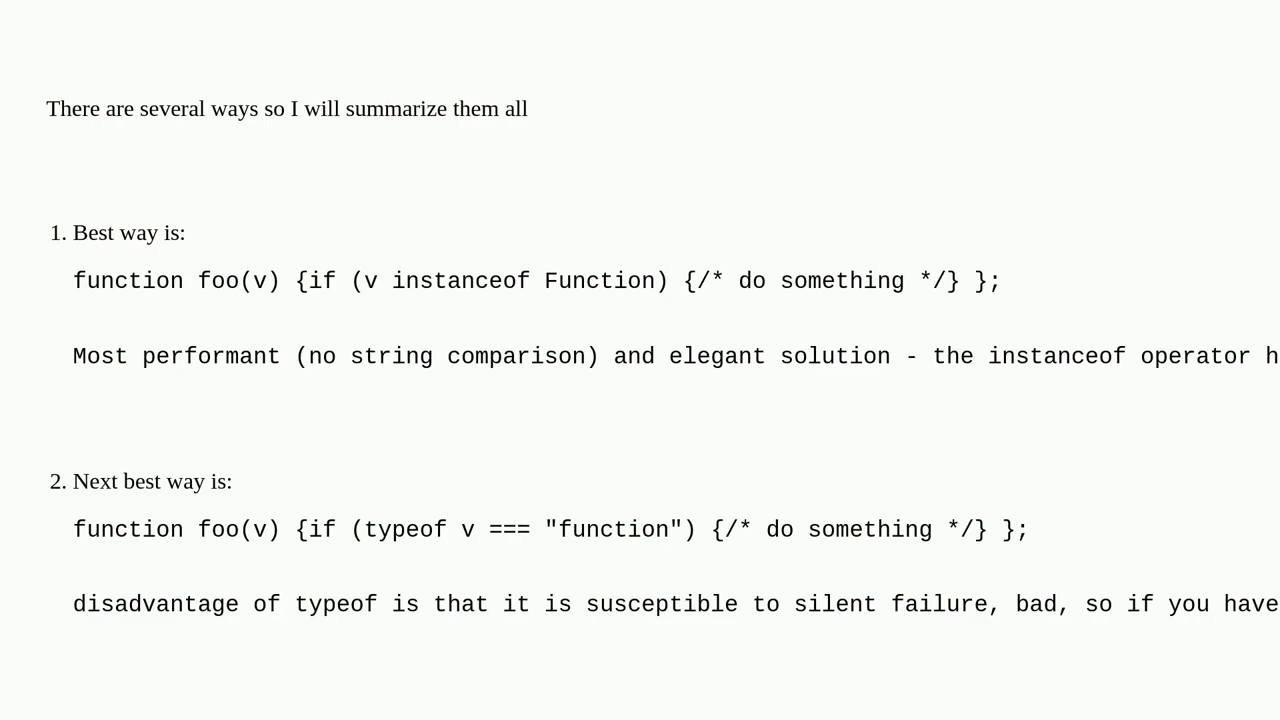 There are several ways so I will summarize them all
1. Best way is:
function foo(v) {if (v instanceof Function) {/* do something */} };
Most performant (no string comparison) and elegant solution - the instanceof operator h
2. Next best way is:
function foo(v) {if (typeof v === "function") {/* do something */} };
disadvantage of typeof is that it is susceptible to silent failure, bad, so if you have